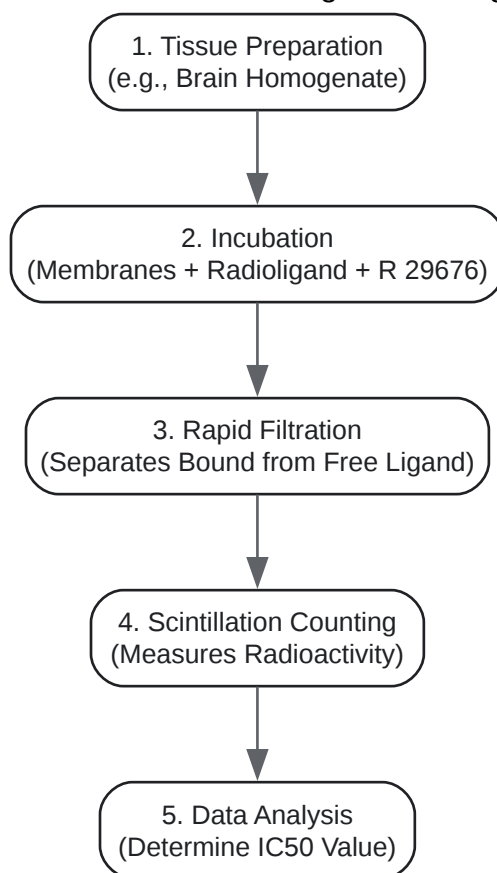 1. Tissue Preparation
(e.g., Brain Homogenate)
2. Incubation
(Membranes + Radioligand + R 29676)
3. Rapid Filtration
(Separates Bound from Free Ligand)
4. Scintillation Counting
(Measures Radioactivity)
5. Data Analysis
(Determine IC50 Value)